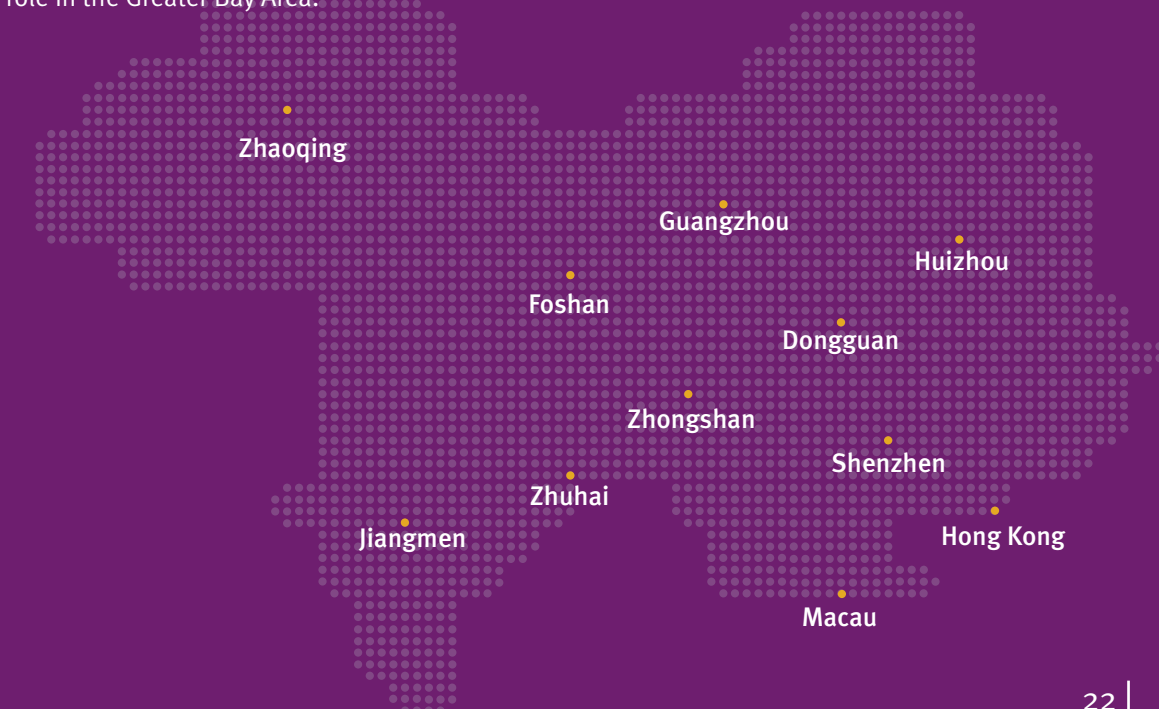 role in the Greater Bay Area.
Zhaoqing
Guangzhou
Huizhou
Foshan
Dongguan
Zhongshan
Shenzhen
Zhuhai
Jiangmen
Hong Kong
Macau
22